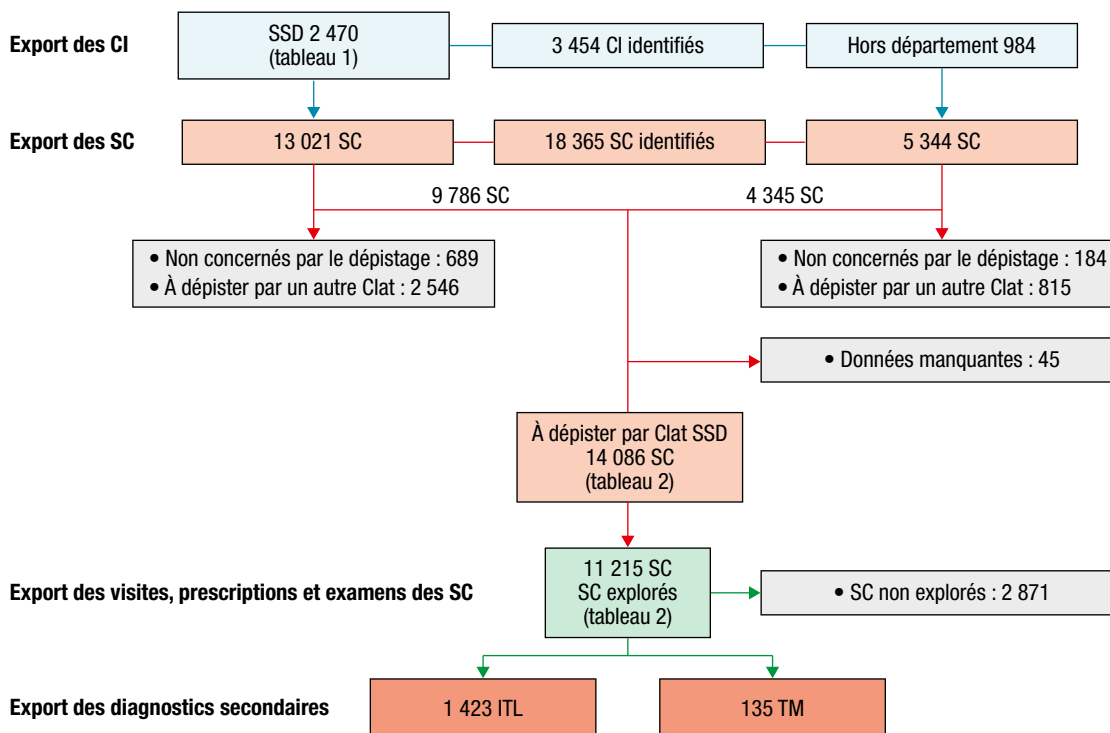 Export des CI
SSD 2 470
(tableau 1)
3 454 CI identifiés
Hors département 984
Export des SC
13 021 SC
18 365 SC identifiés
5 344 SC
9 786 SC
4 345 SC
• Non concernés par le dépistage : 689
• À dépister par un autre Clat : 2 546
• Non concernés par le dépistage : 184
• À dépister par un autre Clat : 815
• Données manquantes : 45
À dépister par Clat SSD
14 086 SC
(tableau 2)
Export des visites, prescriptions et examens des SC
11 215 SC
SC explorés
(tableau 2)
• SC non explorés : 2 871
Export des diagnostics secondaires
1 423 ITL
135 TM